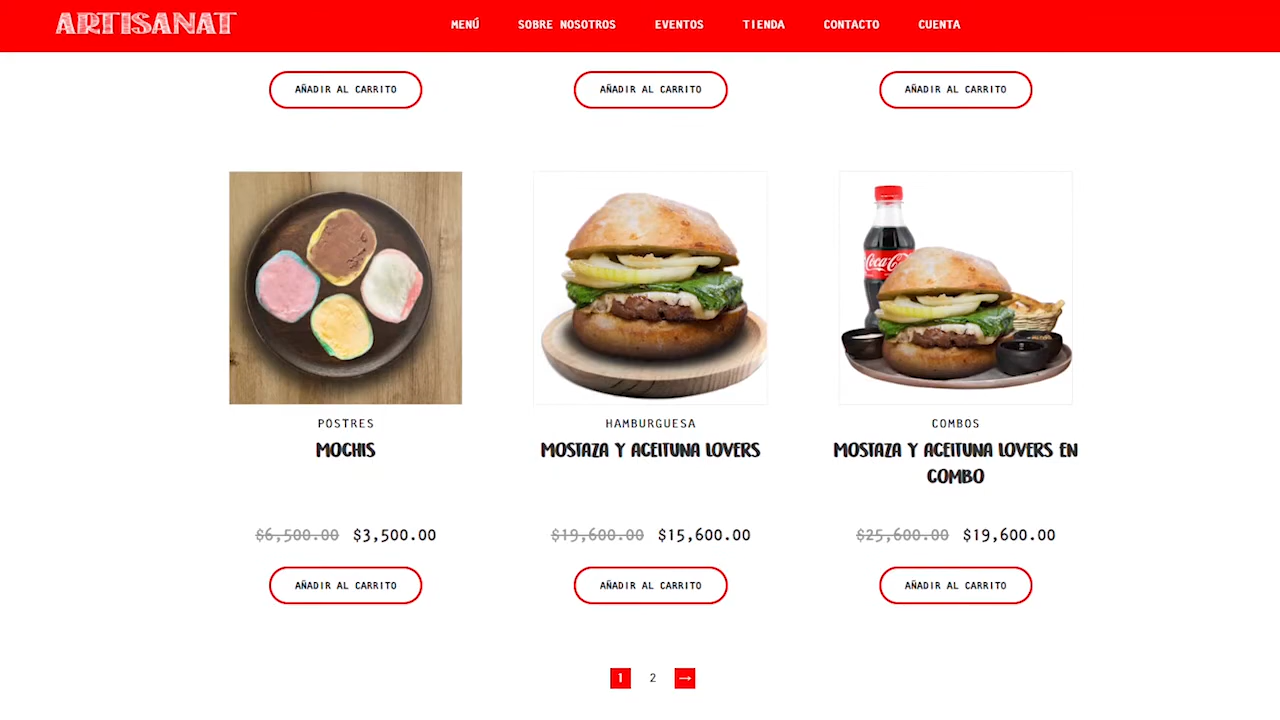 ARTISANAT
MENÚ SOBRE NOSOTROS EVENTOS TIENDA CONTACTO CUENTA
AÑADIR AL CARRITO AÑADIR AL CARRITO AÑADIR AL CARRITO
Coca-C
POSTRES
MOCHIS
HAMBURGUESA
MOSTAZA Y ACEITUNA LOVERS
COMBOS
MOSTAZA Y ACEITUNA LOVERS EN
COMBO
$6,500.00 $3,500.00
$19,600.00 $15,600.00
$25,600.00 $19,600.00
AÑADIR AL CARRITO AÑADIR AL CARRITO AÑADIR AL CARRITO
1 2 →